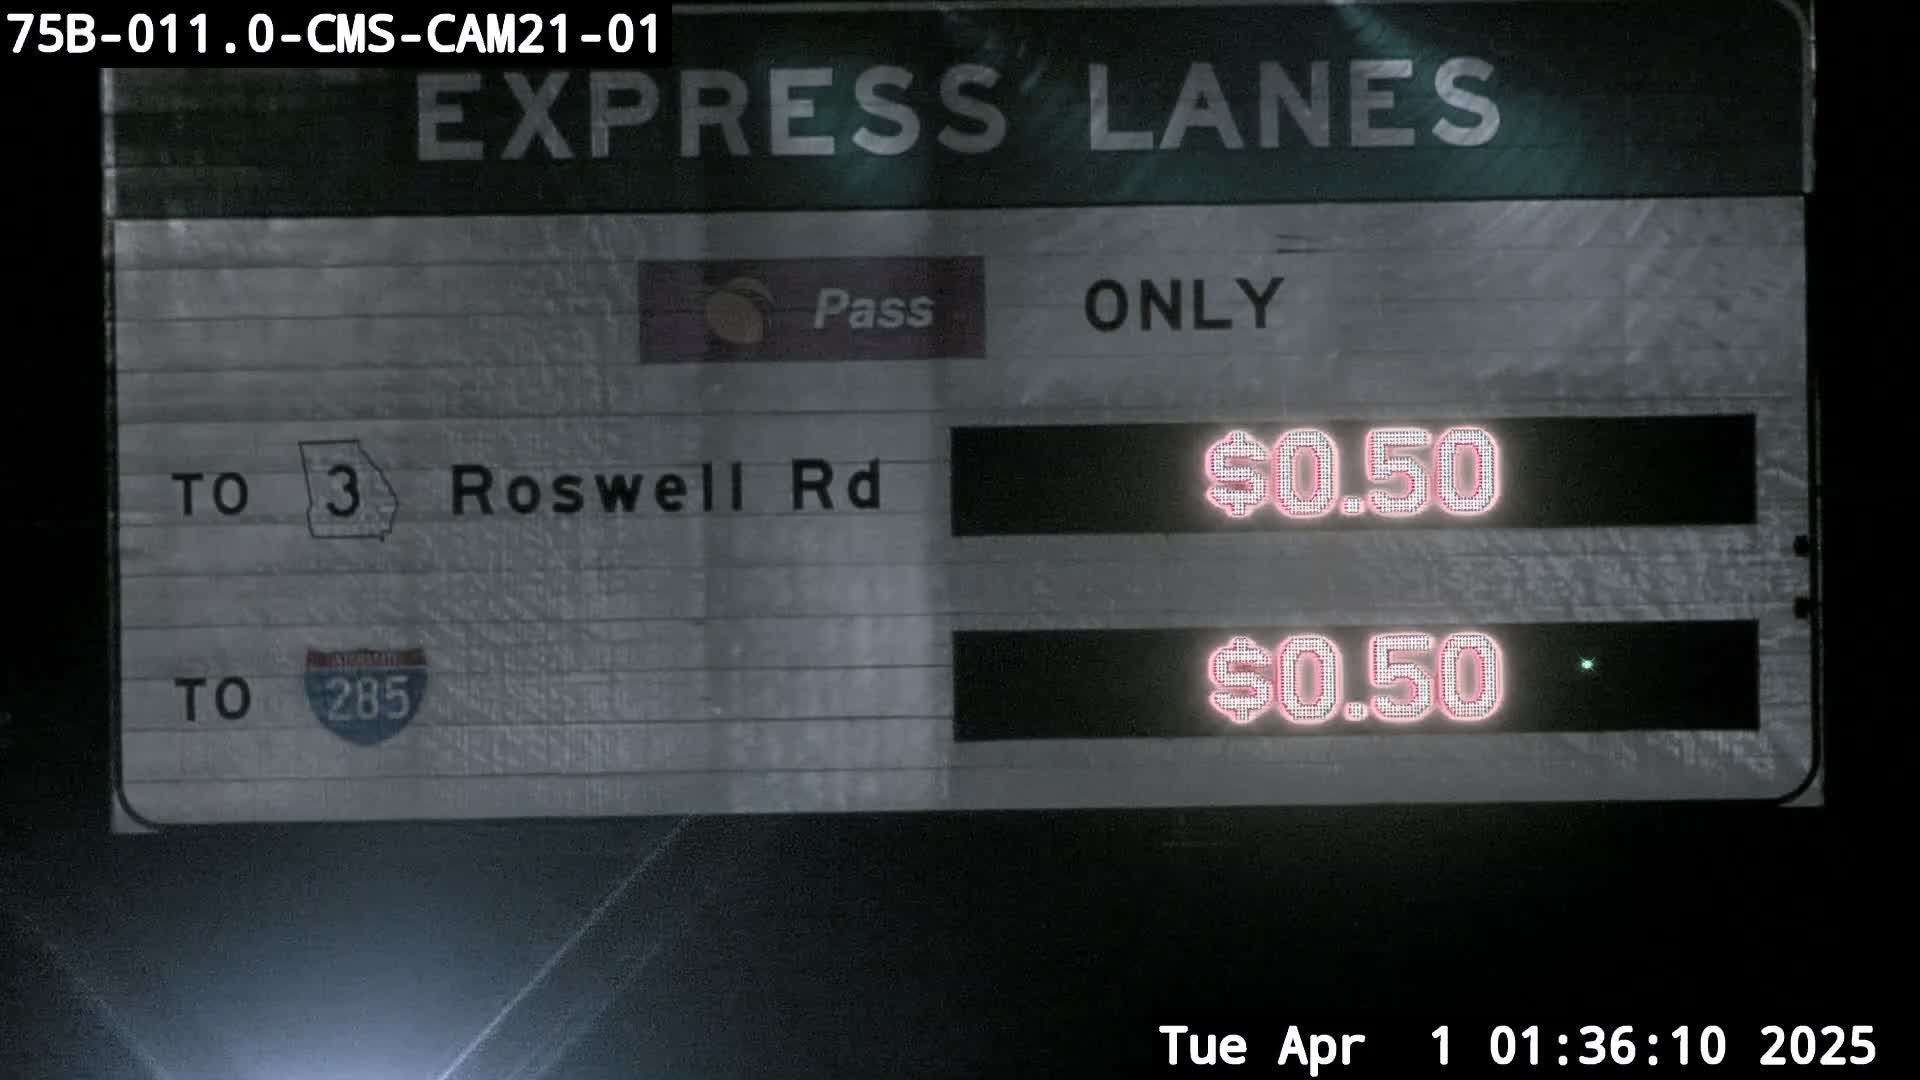 75B-011.0-CMS-CAM21-01
EXPRESS LANES
Pass ONLY
TO 3 Roswell Rd $0.50
INTERSTATE
TO 285 $0.50
Tue Apr 1 01:36:10 2025